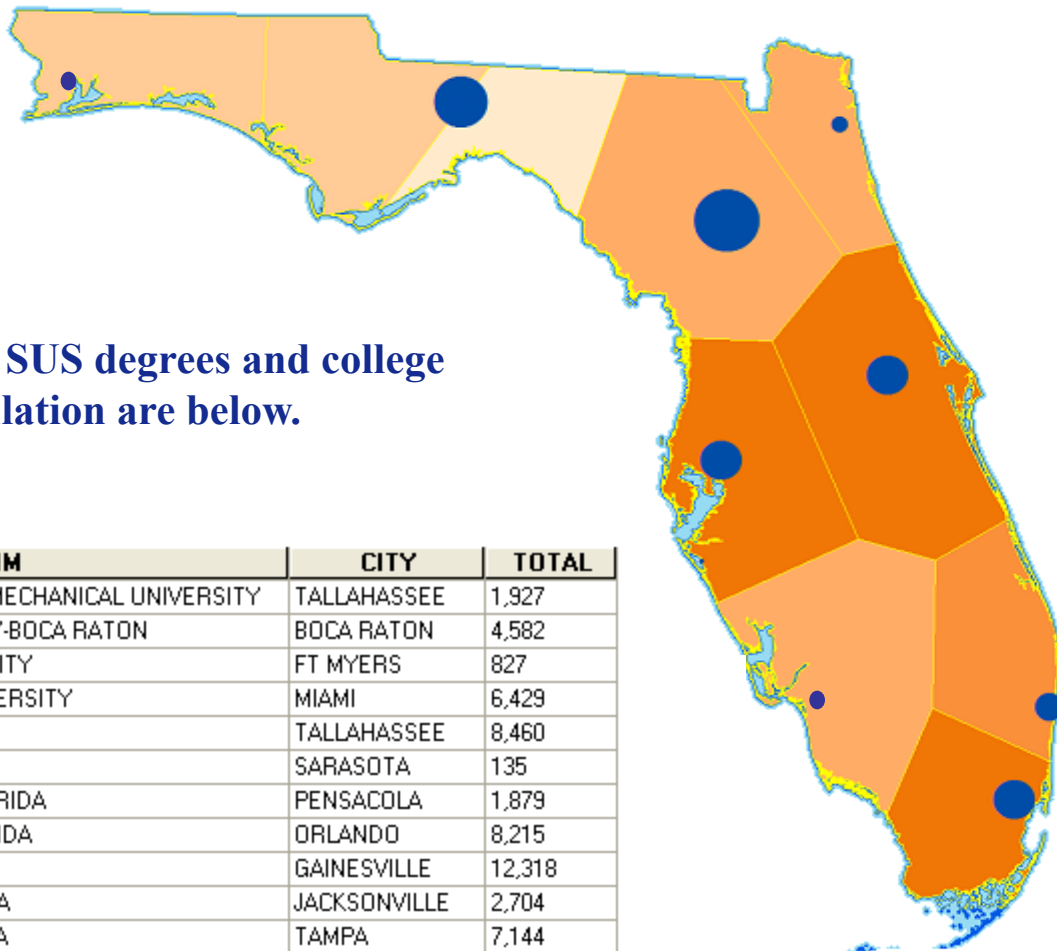 SUS degrees and college
lation are below.
M CITY TOTAL
MECHANICAL UNIVERSITY TALLAHASSEE 1,927
-BOCA RATON BOCA RATON 4,582
ITY FT MYERS 827
ERSITY MIAMI 6,429
TALLAHASSEE 8,460
SARASOTA 135
RIDA PENSACOLA 1,879
IDA ORLANDO 8,215
GAINESVILLE 12,318
A JACKSONVILLE 2,704
A TAMPA 7,144